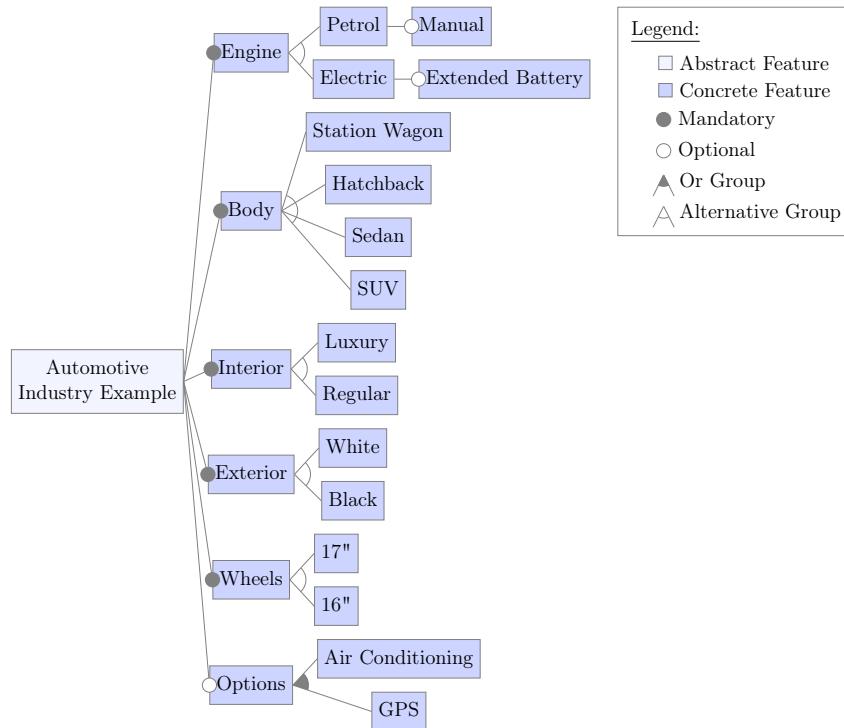 Petrol
Manual
Engine
Electric
Extended Battery
Station Wagon
Hatchback
Body
Sedan
SUV
Luxury
Automotive
Industry Example
Interior
Regular
White
Exterior
Black
17"
Wheels
16"
Air Conditioning
Options
GPS
Legend:
Abstract Feature
Concrete Feature
Mandatory
Optional
Or Group
Alternative Group